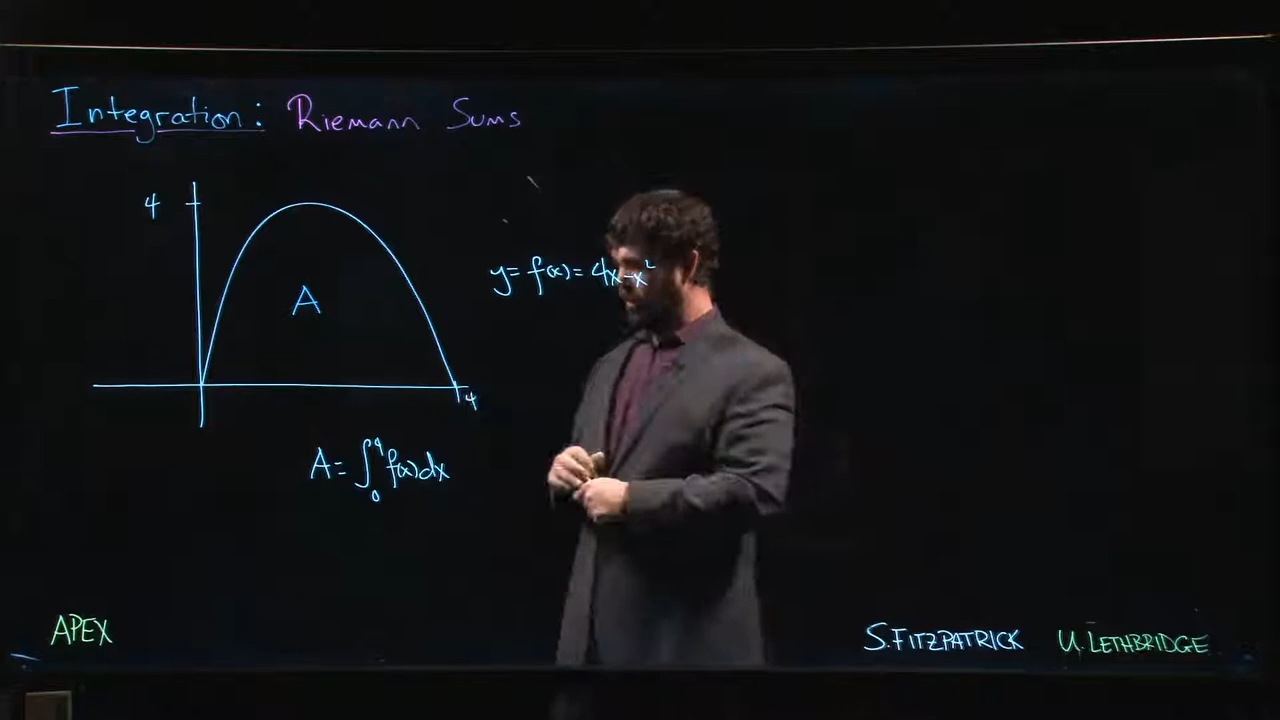 Integration: Riemann Sums
4
y = f(x) = 4x - x²
A
4
A = ∫₀⁴ f(x) dx
APEX
S. FITZPATRICK U. LETHBRIDGE